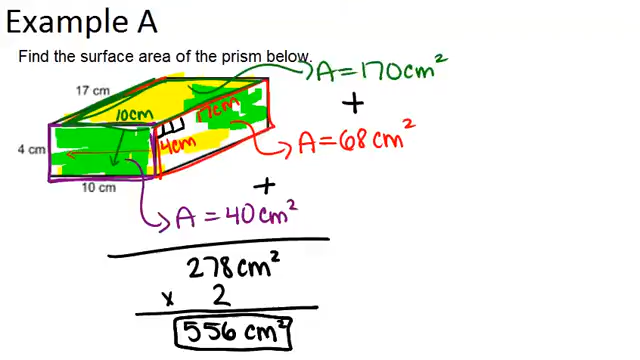 Example A
Find the surface area of the prism below.
17 cm
A = 170 cm²
10cm
17cm
+
4 cm
4cm
A = 68 cm²
10 cm
+
A = 40 cm²
278 cm²
x 2
556 cm²